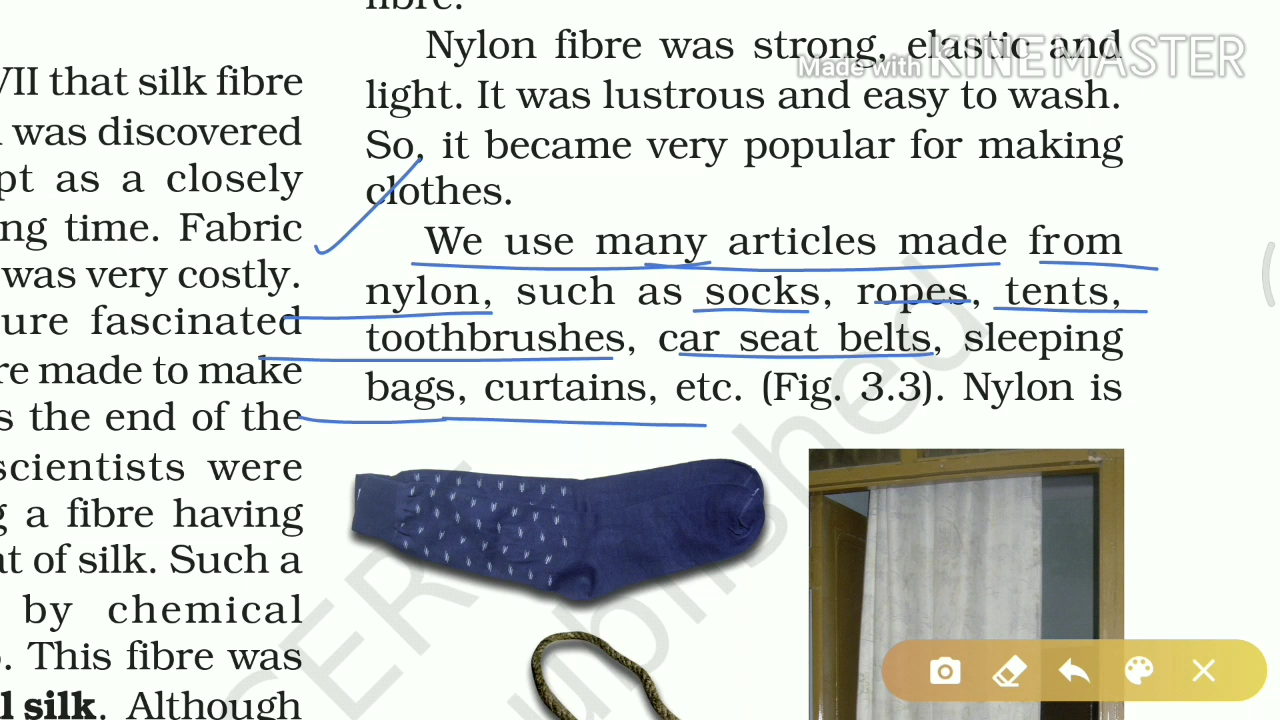 VII that silk fibre
was discovered
pt as a closely
ng time. Fabric
was very costly.
ure fascinated
re made to make
s the end of the
scientists were
g a fibre having
at of silk. Such a
by chemical
This fibre was
l silk. Although
fibre.
Nylon fibre was strong, elastic and
light. It was lustrous and easy to wash.
So, it became very popular for making
clothes.
We use many articles made from
nylon, such as socks, ropes, tents,
toothbrushes, car seat belts, sleeping
bags, curtains, etc. (Fig. 3.3). Nylon is
Made with KINEMASTER